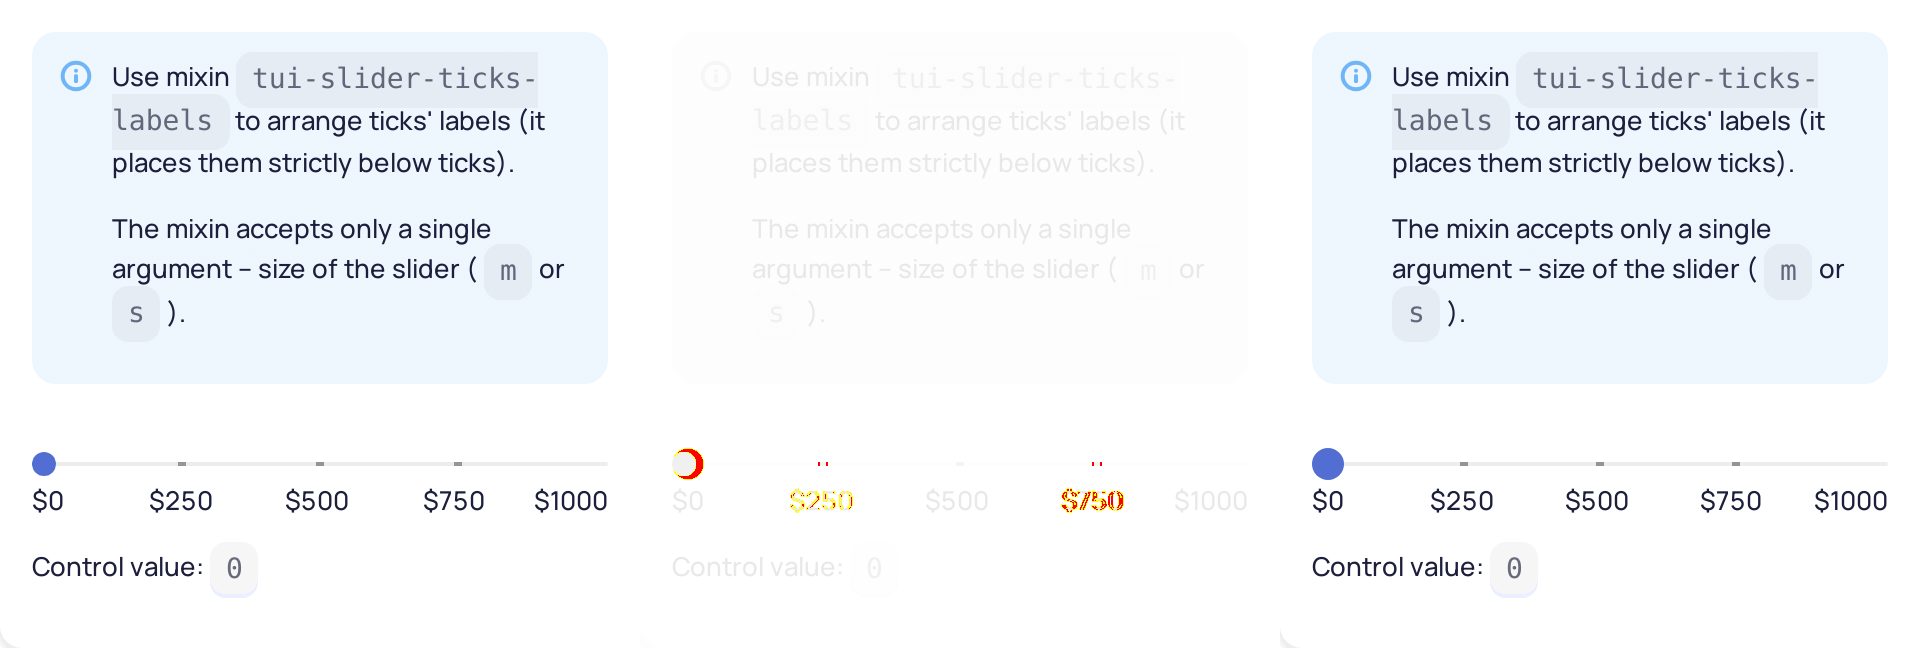 Use mixin tui-slider-ticks-
labels to arrange ticks' labels (it
places them strictly below ticks).
The mixin accepts only a single
argument – size of the slider ( m or
s ).
$0 $250 $500 $750 $1000
Control value: 0
Use mixin tui-slider-ticks-
labels to arrange ticks' labels (it
places them strictly below ticks).
The mixin accepts only a single
argument – size of the slider ( m or
s ).
$0 $250 $500 $750 $1000
Control value: 0
Use mixin tui-slider-ticks-
labels to arrange ticks' labels (it
places them strictly below ticks).
The mixin accepts only a single
argument – size of the slider ( m or
s ).
$0 $250 $500 $750 $1000
Control value: 0